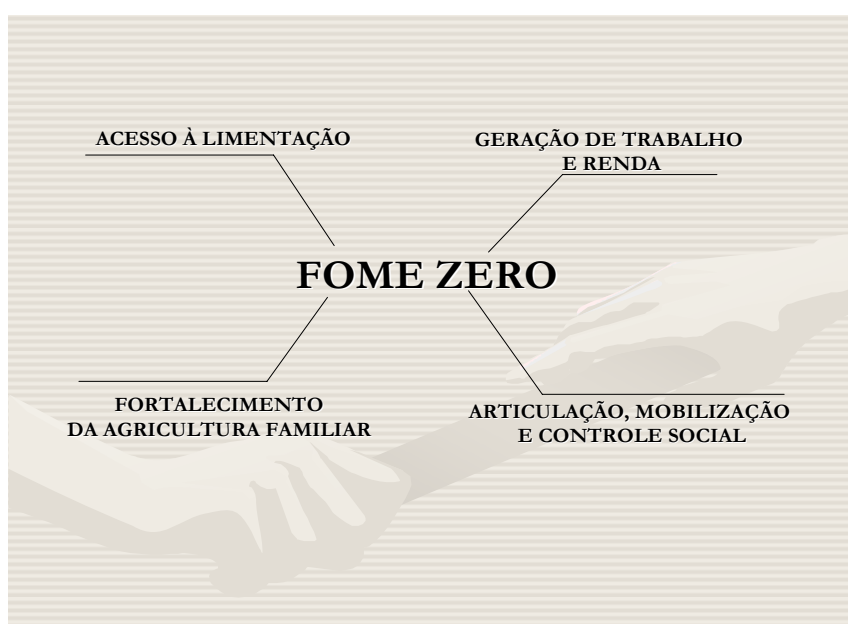 ACESSO À LIMENTAÇÃO
GERAÇÃO DE TRABALHO
E RENDA
FOME ZERO
FORTALECIMENTO
DA AGRICULTURA FAMILIAR
ARTICULAÇÃO, MOBILIZAÇÃO
E CONTROLE SOCIAL